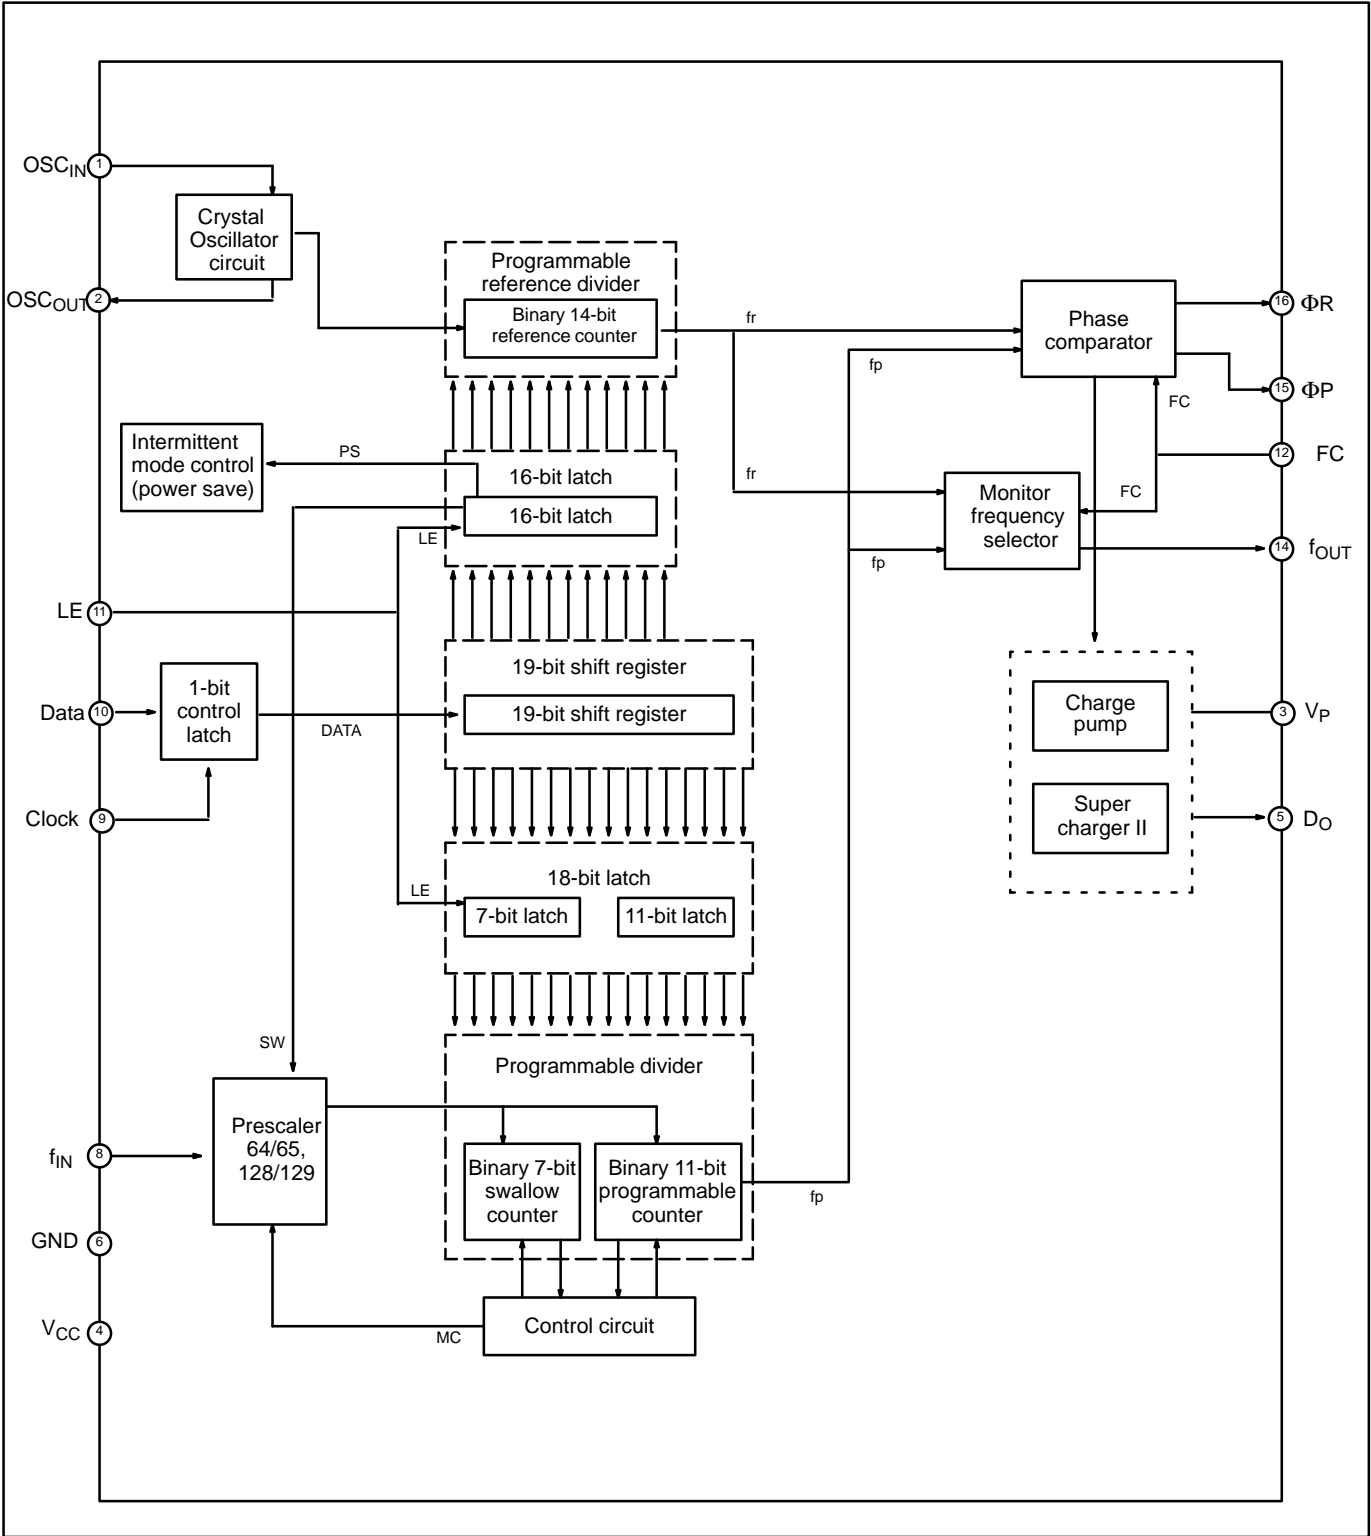 OSCIN 1
Crystal
Oscillator
circuit
OSCOUT 2
Programmable
reference divider
Binary 14-bit
reference counter
fr
fp
Phase
comparator
16 ΦR
15 ΦP
FC
12 FC
Intermittent
mode control
(power save)
PS
16-bit latch
16-bit latch
LE
fr
fp
Monitor
frequency
selector
FC
14 fOUT
LE 11
Data 10
1-bit
control
latch
DATA
Clock 9
19-bit shift register
19-bit shift register
Charge
pump
3 VP
Super
charger II
5 DO
LE
18-bit latch
7-bit latch
11-bit latch
SW
Programmable divider
Prescaler
64/65,
128/129
fIN 8
Binary 7-bit
swallow
counter
Binary 11-bit
programmable
counter
fp
GND 6
VCC 4
MC
Control circuit